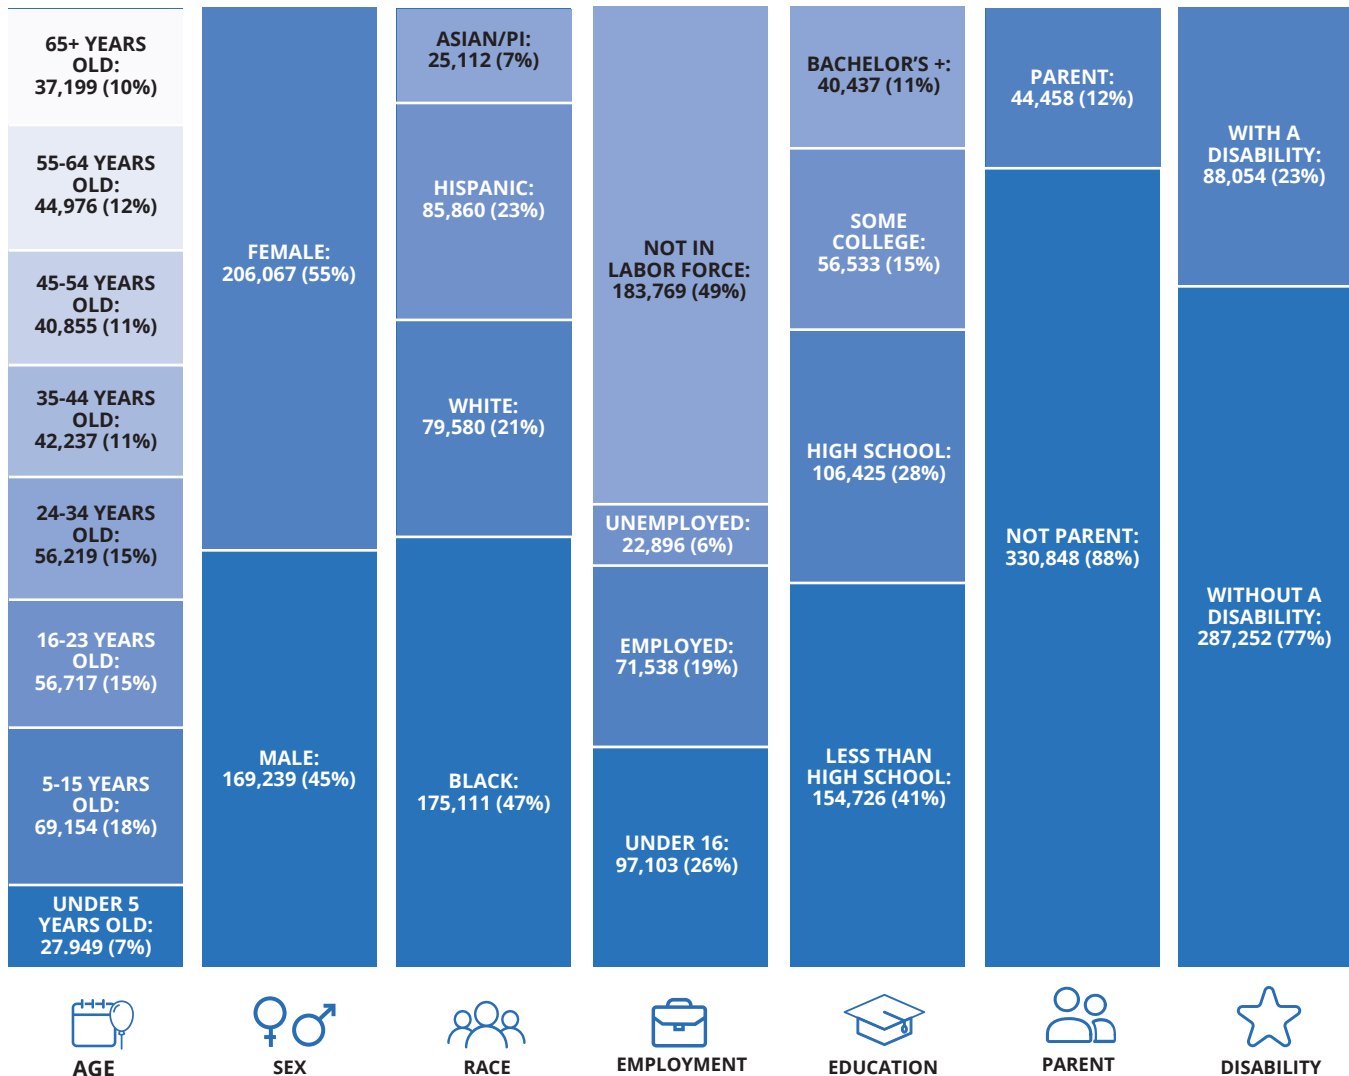 65+ YEARS
OLD:
37,199 (10%)
55-64 YEARS
OLD:
44,976 (12%)
45-54 YEARS
OLD:
40,855 (11%)
35-44 YEARS
OLD:
42,237 (11%)
24-34 YEARS
OLD:
56,219 (15%)
16-23 YEARS
OLD:
56,717 (15%)
5-15 YEARS
OLD:
69,154 (18%)
UNDER 5
YEARS OLD:
27.949 (7%)
AGE
FEMALE:
206,067 (55%)
MALE:
169,239 (45%)
SEX
ASIAN/PI:
25,112 (7%)
HISPANIC:
85,860 (23%)
WHITE:
79,580 (21%)
BLACK:
175,111 (47%)
RACE
NOT IN
LABOR FORCE:
183,769 (49%)
UNEMPLOYED:
22,896 (6%)
EMPLOYED:
71,538 (19%)
UNDER 16:
97,103 (26%)
EMPLOYMENT
BACHELOR'S +:
40,437 (11%)
SOME
COLLEGE:
56,533 (15%)
HIGH SCHOOL:
106,425 (28%)
LESS THAN
HIGH SCHOOL:
154,726 (41%)
EDUCATION
PARENT:
44,458 (12%)
NOT PARENT:
330,848 (88%)
PARENT
WITH A
DISABILITY:
88,054 (23%)
WITHOUT A
DISABILITY:
287,252 (77%)
DISABILITY